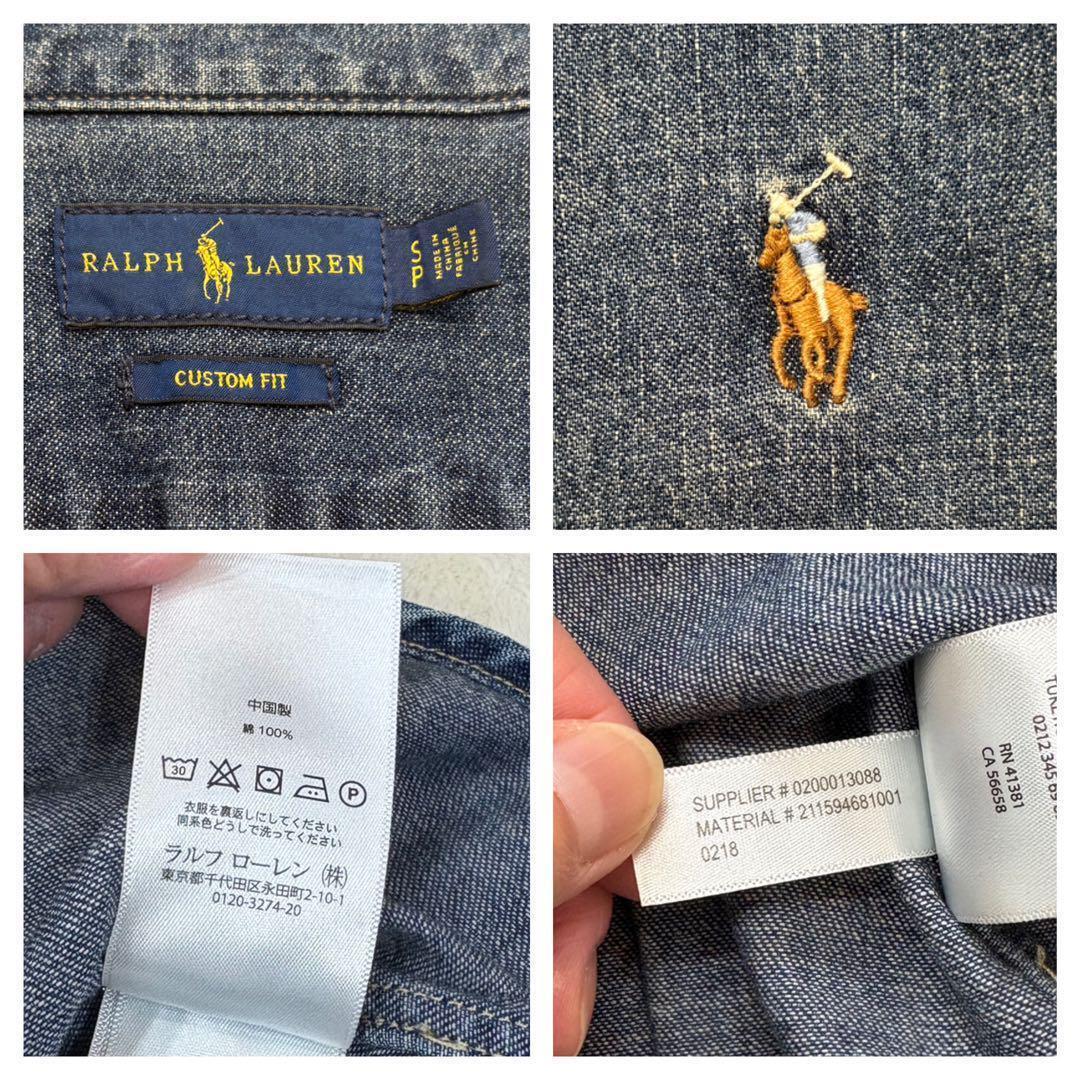 RALPH LAUREN
S
P
MADE IN
CHINA
FABRIQUÉ
EN
CHINE
CUSTOM FIT
中国製
綿 100%
30
P
衣服を裏返しにしてください
同系色どうしで洗ってください
ラルフ ローレン (株)
東京都千代田区永田町2-10-1
0120-3274-20
SUPPLIER # 0200013088
MATERIAL # 211594681001
0218
0212 345 69
RN 41381
CA 56658